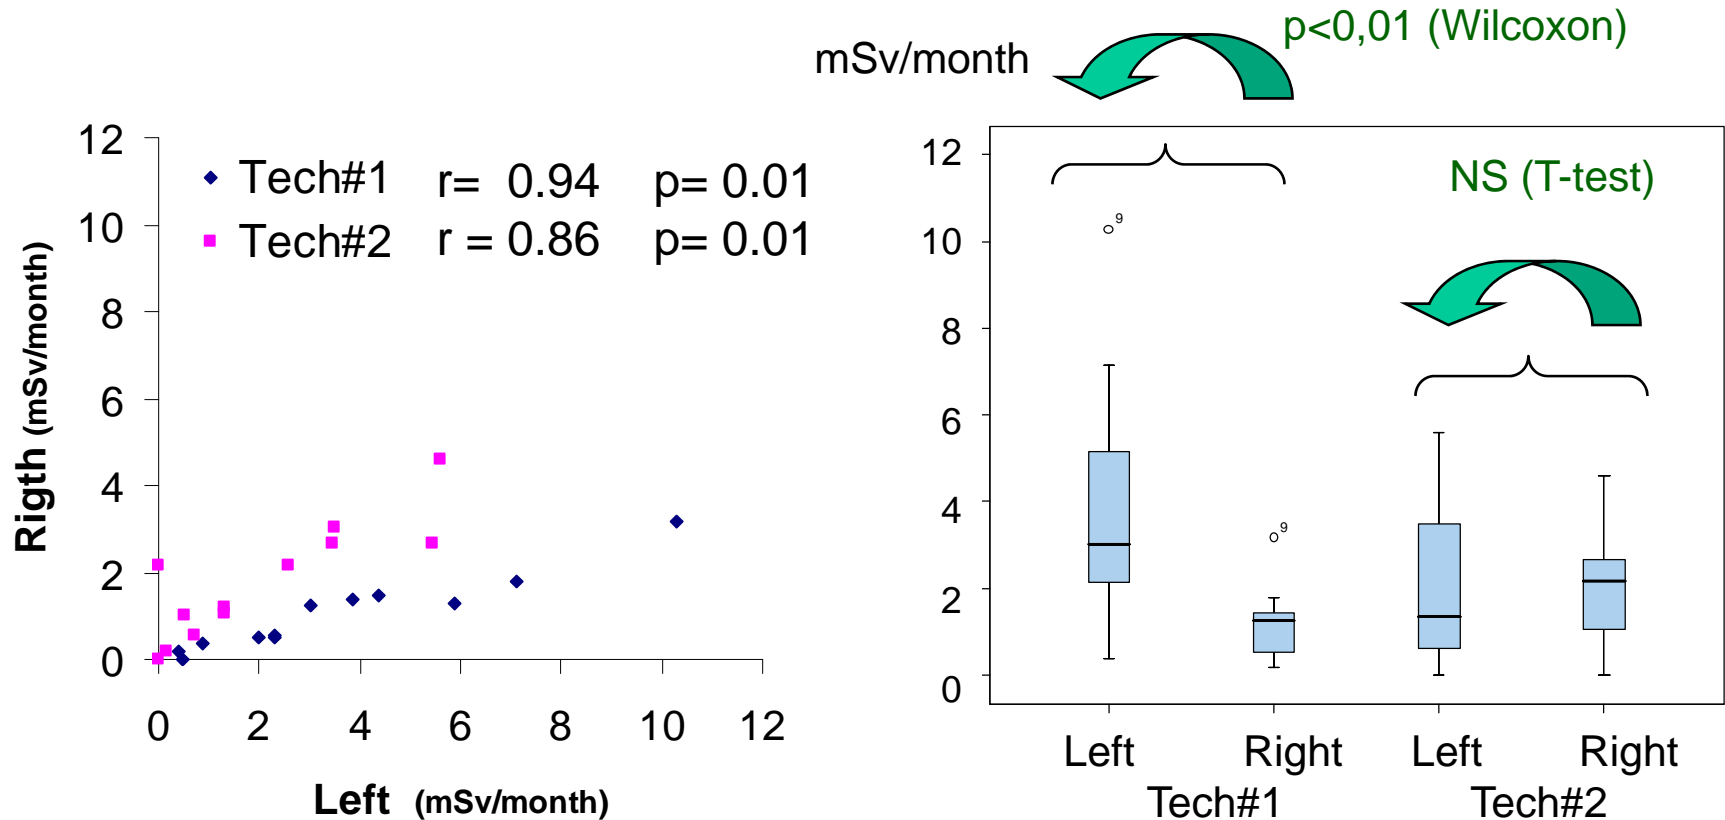 p<0,01 (Wilcoxon)
mSv/month
12
10
8
6
4
2
0
Rigth (mSv/month)
Tech#1 r= 0.94 p= 0.01
Tech#2 r = 0.86 p= 0.01
0 2 4 6 8 10 12
Left (mSv/month)
12
10
8
6
4
2
0
NS (T-test)
9
9
Left Right Left Right
Tech#1 Tech#2